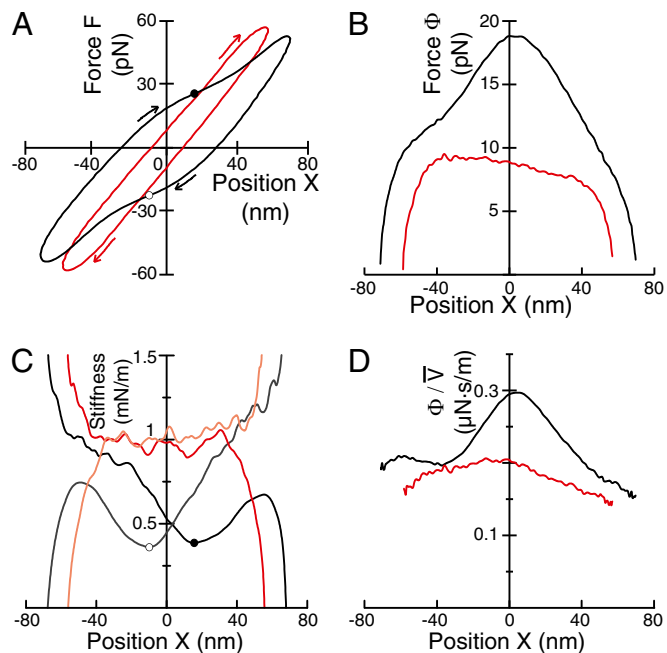 A
Force F
(pN)
60
30
-30
-60
-80
-40
40
80
Position X
(nm)
B
Force Φ
(pN)
20
15
10
5
-80
-40
0
40
80
Position X (nm)
C
Stiffness
(mN/m)
1.5
1
0.5
-80
-40
0
40
80
Position X (nm)
D
Φ / V̅
(µN·s/m)
0.3
0.1
-80
-40
0
40
80
Position X (nm)